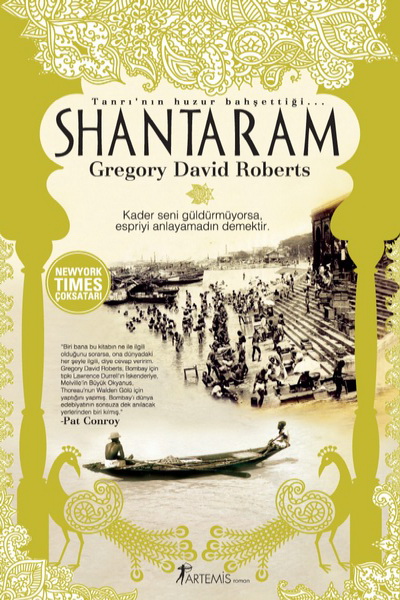 Tanrı'nın huzur bahşettiği...
SHANTARAM
Gregory David Roberts
Kader seni güldürmüyorsa,
espriyi anlayamadın demektir.
NEWYORK
TIMES
ÇOKSATARI
"Biri bana bu kitabın ne ile ilgili
olduğunu sorarsa, ona dünyadaki
her şeyle ilgili, diye cevap veririm.
Gregory David Roberts, Bombay için
tıpkı Lawrence Durrell'in İskenderiye,
Melville'in Büyük Okyanus,
Thoreau'nun Walden Gölü için
yaptığını yapmış. Bombay'ı dünya
edebiyatının sonsuza dek anılacak
yerlerinden biri kılmış."
-Pat Conroy
ARTEMİS roman